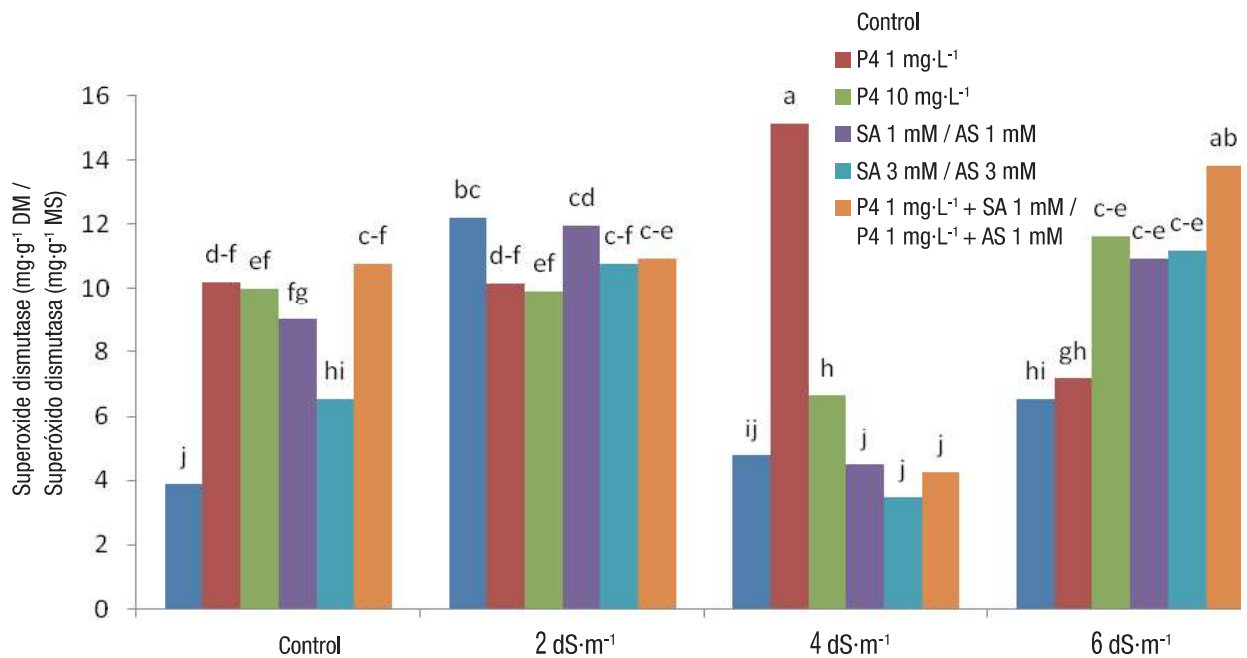 Control
P4 1 mg·L⁻¹
P4 10 mg·L⁻¹
SA 1 mM / AS 1 mM
SA 3 mM / AS 3 mM
P4 1 mg·L⁻¹ + SA 1 mM /
P4 1 mg·L⁻¹ + AS 1 mM
Superoxide dismutase (mg·g⁻¹ DM /
Superóxido dismutasa (mg·g⁻¹ MS)
16
14
12
10
8
6
4
2
0
j
d-f
ef
fg
hi
c-f
bc
d-f
ef
cd
c-f
c-e
ij
a
h
j
j
j
hi
gh
c-e
c-e
c-e
ab
Control
2 dS·m⁻¹
4 dS·m⁻¹
6 dS·m⁻¹